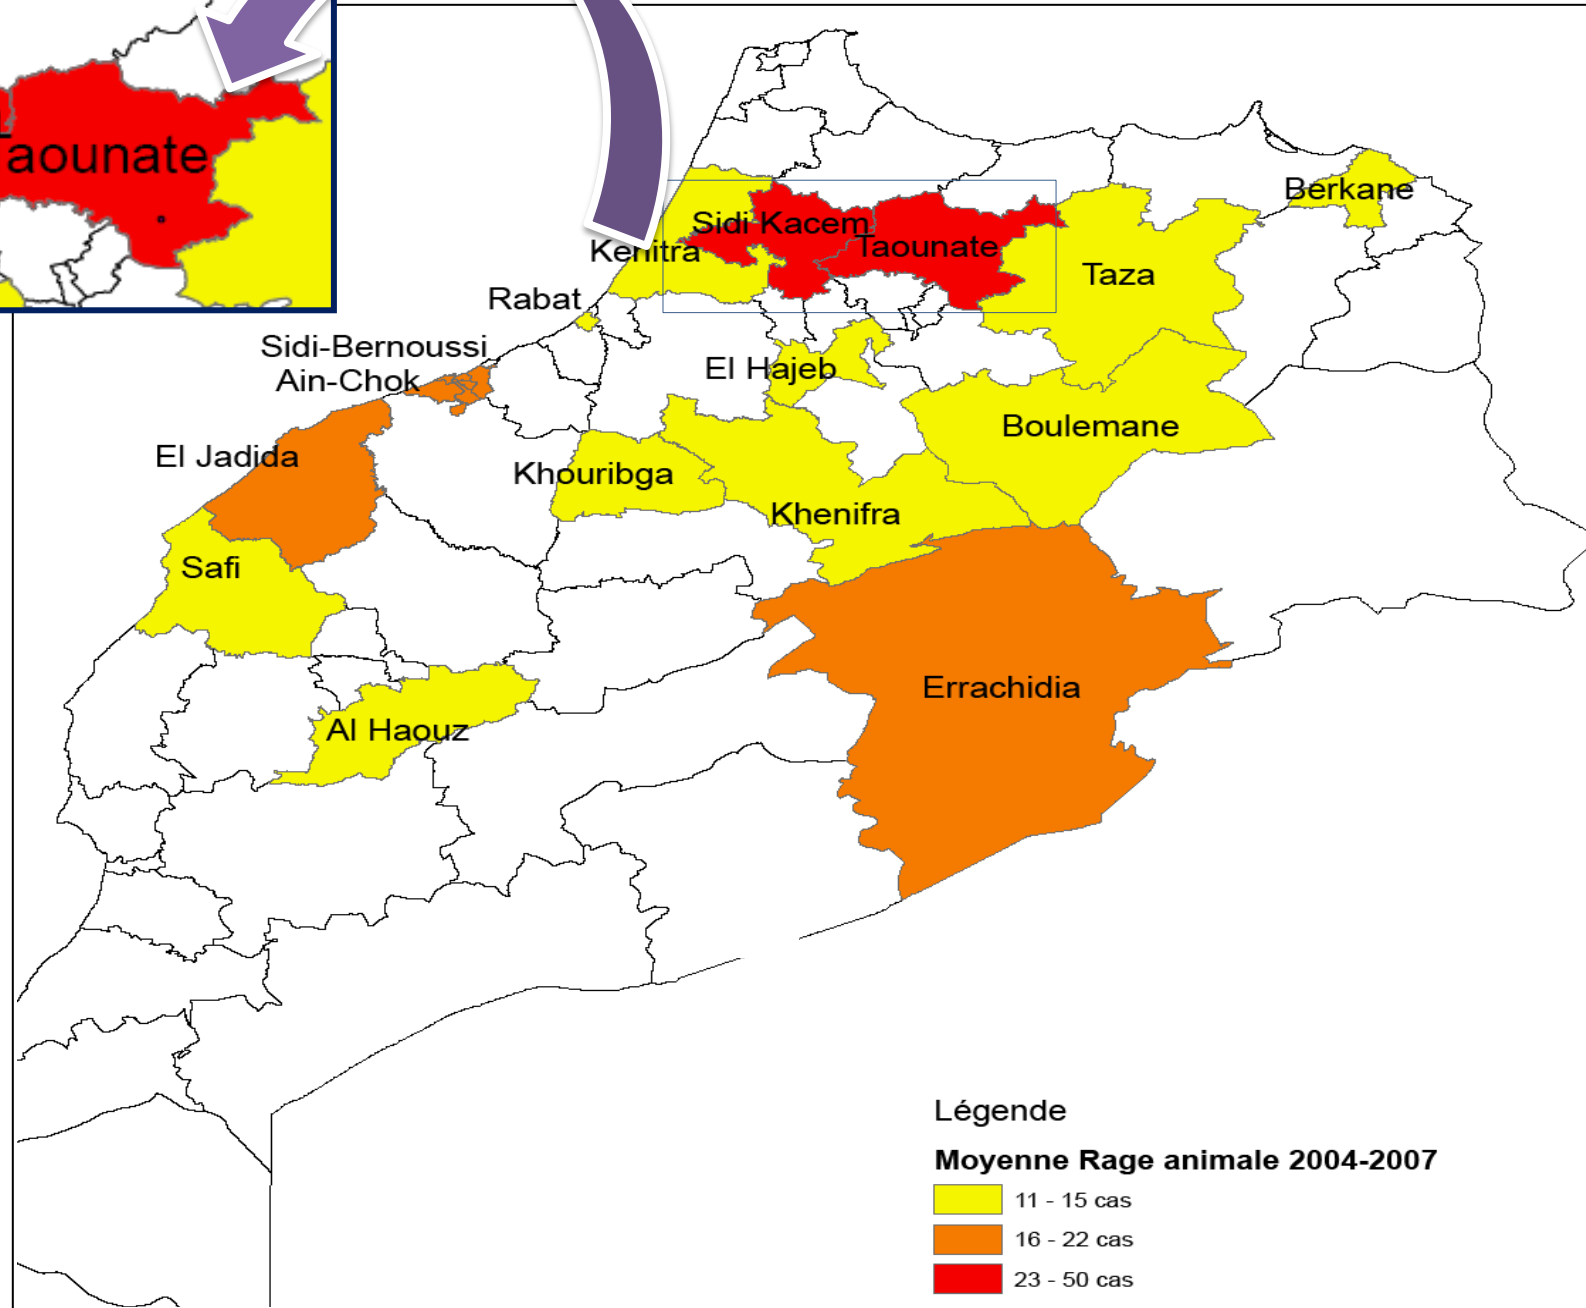 aounate
Berkane
Sidi Kacem
Kenitra
Taounate
Taza
Rabat
Sidi-Bernoussi
Ain-Chok
El Hajeb
Boulemane
El Jadida
Khouribga
Khenifra
Safi
Errachidia
Al Haouz
Légende
Moyenne Rage animale 2004-2007
11 - 15 cas
16 - 22 cas
23 - 50 cas